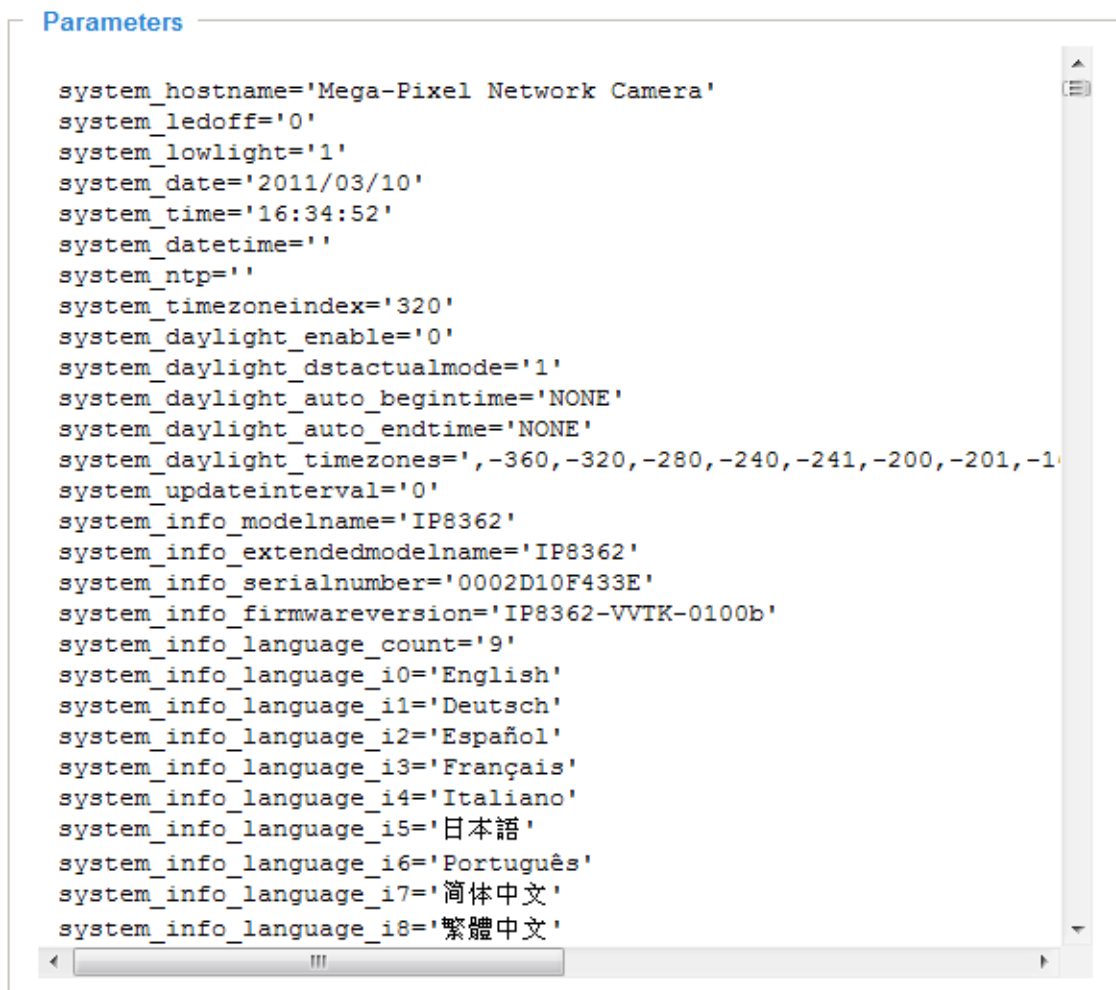 Parameters
system_hostname='Mega-Pixel Network Camera'
system_ledoff='0'
system_lowlight='1'
system_date='2011/03/10'
system_time='16:34:52'
system_datetime=''
system_ntp=''
system_timezoneindex='320'
system_daylight_enable='0'
system_daylight_dstactualmode='1'
system_daylight_auto_begintime='NONE'
system_daylight_auto_endtime='NONE'
system_daylight_timezones=',-360,-320,-280,-240,-241,-200,-201,-1
system_updateinterval='0'
system_info_modelname='IP8362'
system_info_extendedmodelname='IP8362'
system_info_serialnumber='0002D10F433E'
system_info_firmwareversion='IP8362-VVTK-0100b'
system_info_language_count='9'
system_info_language_i0='English'
system_info_language_i1='Deutsch'
system_info_language_i2='Español'
system_info_language_i3='Français'
system_info_language_i4='Italiano'
system_info_language_i5='日本語'
system_info_language_i6='Português'
system_info_language_i7='简体中文'
system_info_language_i8='繁體中文'